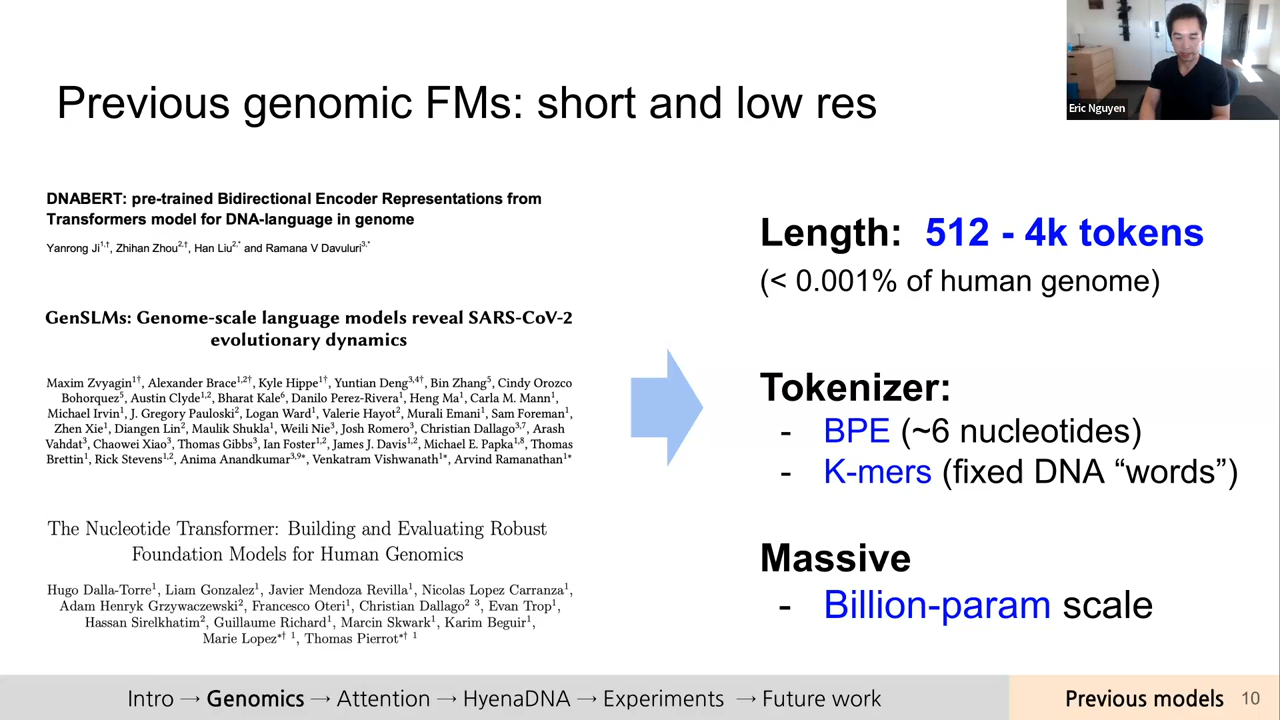 Eric Nguyen
Previous genomic FMs: short and low res
DNABERT: pre-trained Bidirectional Encoder Representations from
Transformers model for DNA-language in genome
Yanrong Ji1,†, Zhihan Zhou2,†, Han Liu2,* and Ramana V Davuluri3,*
GenSLMs: Genome-scale language models reveal SARS-CoV-2
evolutionary dynamics
Maxim Zvyagin1†, Alexander Brace1,2†, Kyle Hippe1†, Yuntian Deng3,4†, Bin Zhang5, Cindy Orozco
Bohorquez5, Austin Clyde1,2, Bharat Kale6, Danilo Perez-Rivera1, Heng Ma1, Carla M. Mann1,
Michael Irvin1, J. Gregory Pauloski2, Logan Ward1, Valerie Hayot2, Murali Emani1, Sam Foreman1,
Zhen Xie1, Diangen Lin2, Maulik Shukla1, Weili Nie3, Josh Romero3, Christian Dallago3,7, Arash
Vahdat3, Chaowei Xiao3, Thomas Gibbs3, Ian Foster1,2, James J. Davis1,2, Michael E. Papka1,8, Thomas
Brettin1, Rick Stevens1,2, Anima Anandkumar3,9*, Venkatram Vishwanath1*, Arvind Ramanathan1*
The Nucleotide Transformer: Building and Evaluating Robust
Foundation Models for Human Genomics
Hugo Dalla-Torre1, Liam Gonzalez1, Javier Mendoza Revilla1, Nicolas Lopez Carranza1,
Adam Henryk Grzywaczewski2, Francesco Oteri1, Christian Dallago2 3, Evan Trop1,
Hassan Sirelkhatim2, Guillaume Richard1, Marcin Skwark1, Karim Beguir1,
Marie Lopez*† 1, Thomas Pierrot*† 1
Length: 512 - 4k tokens
(< 0.001% of human genome)
Tokenizer:
- BPE (~6 nucleotides)
- K-mers (fixed DNA “words”)
Massive
- Billion-param scale
Intro → Genomics → Attention → HyenaDNA → Experiments → Future work
Previous models 10